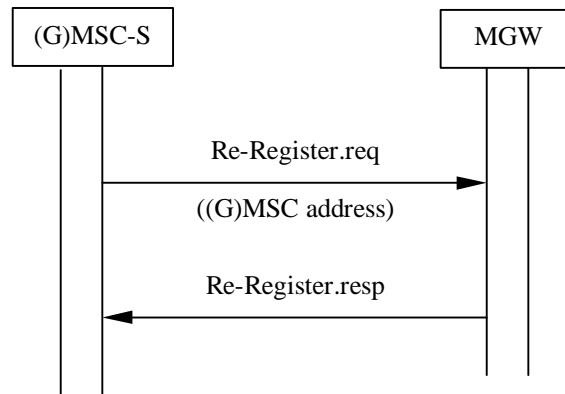 (G)MSC-S
MGW
Re-Register.req
((G)MSC address)
Re-Register.resp